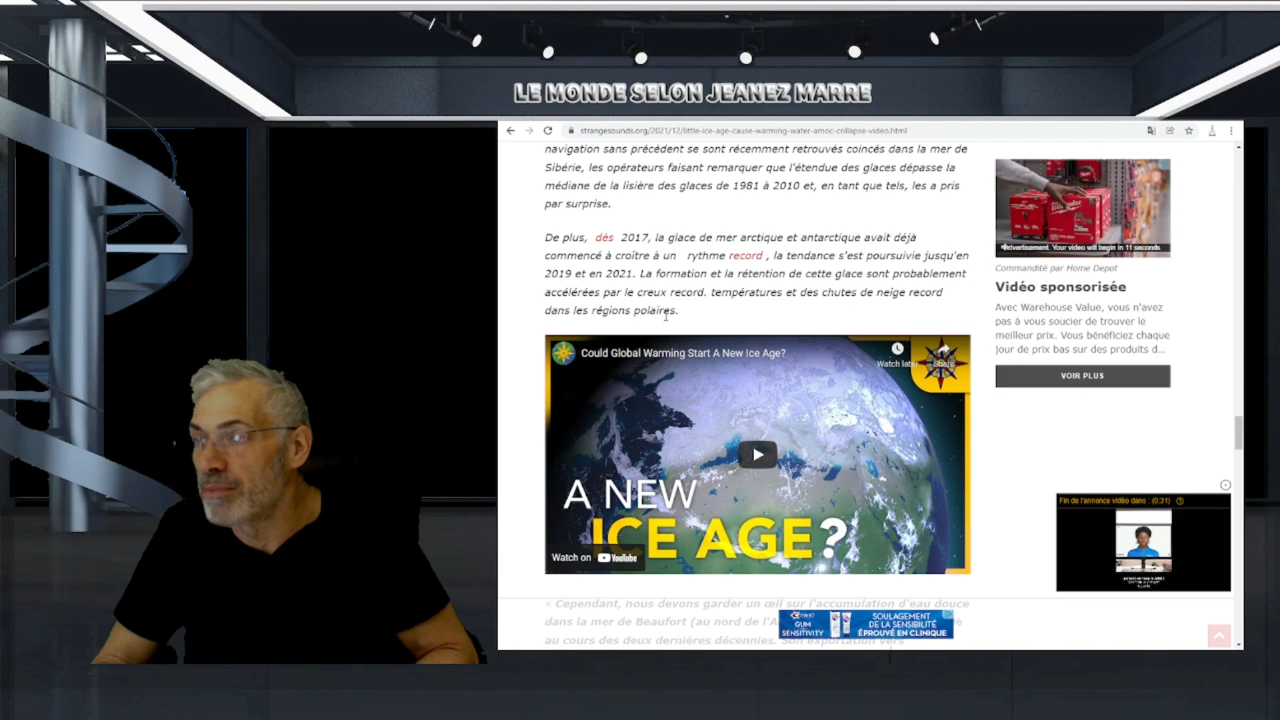 LE MONDE SELON JEANEZ MARRE
strangesounds.org/2021/12/little-ice-age-cause-warming-water-amoc-collapse-video.html
navigation sans précédent se sont récemment retrouvés coincés dans la mer de
Sibérie, les opérateurs faisant remarquer que l'étendue des glaces dépasse la
médiane de la lisière des glaces de 1981 à 2010 et, en tant que tels, les a pris
par surprise.
De plus, dès 2017, la glace de mer arctique et antarctique avait déjà
commencé à croître à un rythme record , la tendance s'est poursuivie jusqu'en
2019 et en 2021. La formation et la rétention de cette glace sont probablement
accélérées par le creux record. températures et des chutes de neige record
dans les régions polaires.
Could Global Warming Start A New Ice Age?
Watch later
Share
A NEW
ICE AGE?
Watch on YouTube
« Cependant, nous devons garder un œil sur l'accumulation d'eau douce
dans la mer de Beaufort (au nord de l'A
%
au cours des deux dernières décennies. Son exportation vers
GUM
SENSITIVITY
SOULAGEMENT
DE LA SENSIBILITÉ
ÉPROUVÉ EN CLINIQUE
Milwaukee
Advertisement. Your video will begin in 11 seconds.
Commandité par Home Depot
Vidéo sponsorisée
Avec Warehouse Value, vous n'avez
pas à vous soucier de trouver le
meilleur prix. Vous bénéficiez chaque
jour de prix bas sur des produits d...
VOIR PLUS
Fin de l'annonce vidéo dans : (0:31)